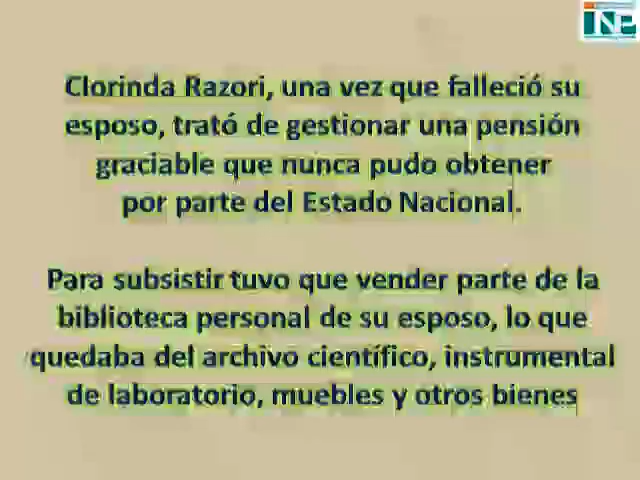 INP
Clorinda Razori, una vez que falleció su
esposo, trató de gestionar una pensión
graciable que nunca pudo obtener
por parte del Estado Nacional.
Para subsistir tuvo que vender parte de la
biblioteca personal de su esposo, lo que
quedaba del archivo científico, instrumental
de laboratorio, muebles y otros bienes